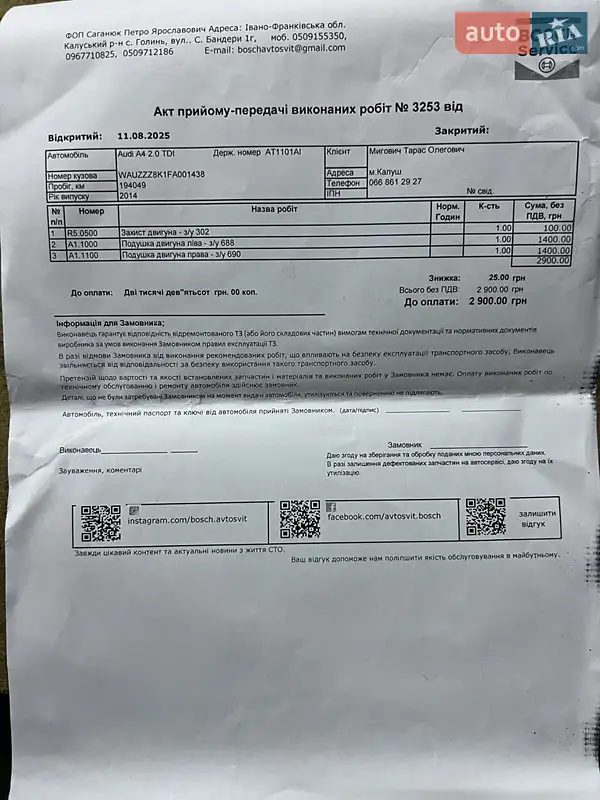 ФОП Саганюк Петро Ярославович Адреса: Івано-Франківська обл.
Калуський р-н с. Голинь, вул.. С. Бандери 1г, моб. 0509155350,
0967710825, 0509712186 E-mail: boschavtosvit@gmail.com
auto RIA .com
Service
Акт прийому-передачі виконаних робіт № 3253 від
Відкритий: 11.08.2025 Закритий:
Автомобіль Audi A4 2.0 TDI Держ. номер AT1101AI Клієнт Мигович Тарас Олегович
Номер кузова WAUZZZ8K1FA001438 Адреса м.Калуш
Пробіг, км 194049 Телефон 066 861 29 27
Рік випуску 2014 ІПН № свід.
№ п/п Номер Назва робіт Норм. Годин К-сть Сума, без ПДВ, грн
1 R5.0500 Захист двигуна - з/у 302 1.00 100.00
2 A1.1000 Подушка двигуна ліва - з/у 688 1.00 1400.00
3 A1.1100 Подушка двигуна права - з/у 690 1.00 1400.00
2900.00
Знижка: 25.00 грн
Всього без ПДВ: 2 900.00 грн
До оплати: Дві тисячі дев"ятьсот грн. 00 коп. До оплати: 2 900.00 грн
Інформація для Замовника;
Виконавець гарантує відповідність відремонтованого ТЗ (або його складових частин) вимогам технічної документації та нормативних документів
виробника за умов виконання Замовником правил експлуатації ТЗ.
В разі відмови Замовника від виконання рекомендованих робіт, що впливають на безпеку експлуатації транспортного засобу, Виконавець
звільняється від відповідальності за безпеку використання такого транспортного засобу.
Претензій щодо вартості та якості встановлених запчастин і матеріалів та виконаних робіт у Замовника немає. Оплату виконаних робіт по
технічному обслуговуванню і ремонту автомобіля здійснює замовник.
Деталі, що не були затребувані Замовником на момент видачі автомобіля, утилізуються та поверненню не підлягають.
Автомобіль, технічний паспорт та ключі від автомобіля прийняті Замовником. (дата/підпис)
Виконавець
Замовник
Даю згоду на зберігання та обробку поданих мною персональних даних.
В разі залишення дефектованих запчастин на автосервісі, даю згоду на їх
утилізацію.
Зауваження, коментарі
instagram.com/bosch.avtosvit
facebook.com/avtosvit.bosch
залишити
відгук
Завжди цікавий контент та актуальні новини з життя СТО.
Ваш відгук допоможе нам поліпшити якість обслуговування в майбутньому.